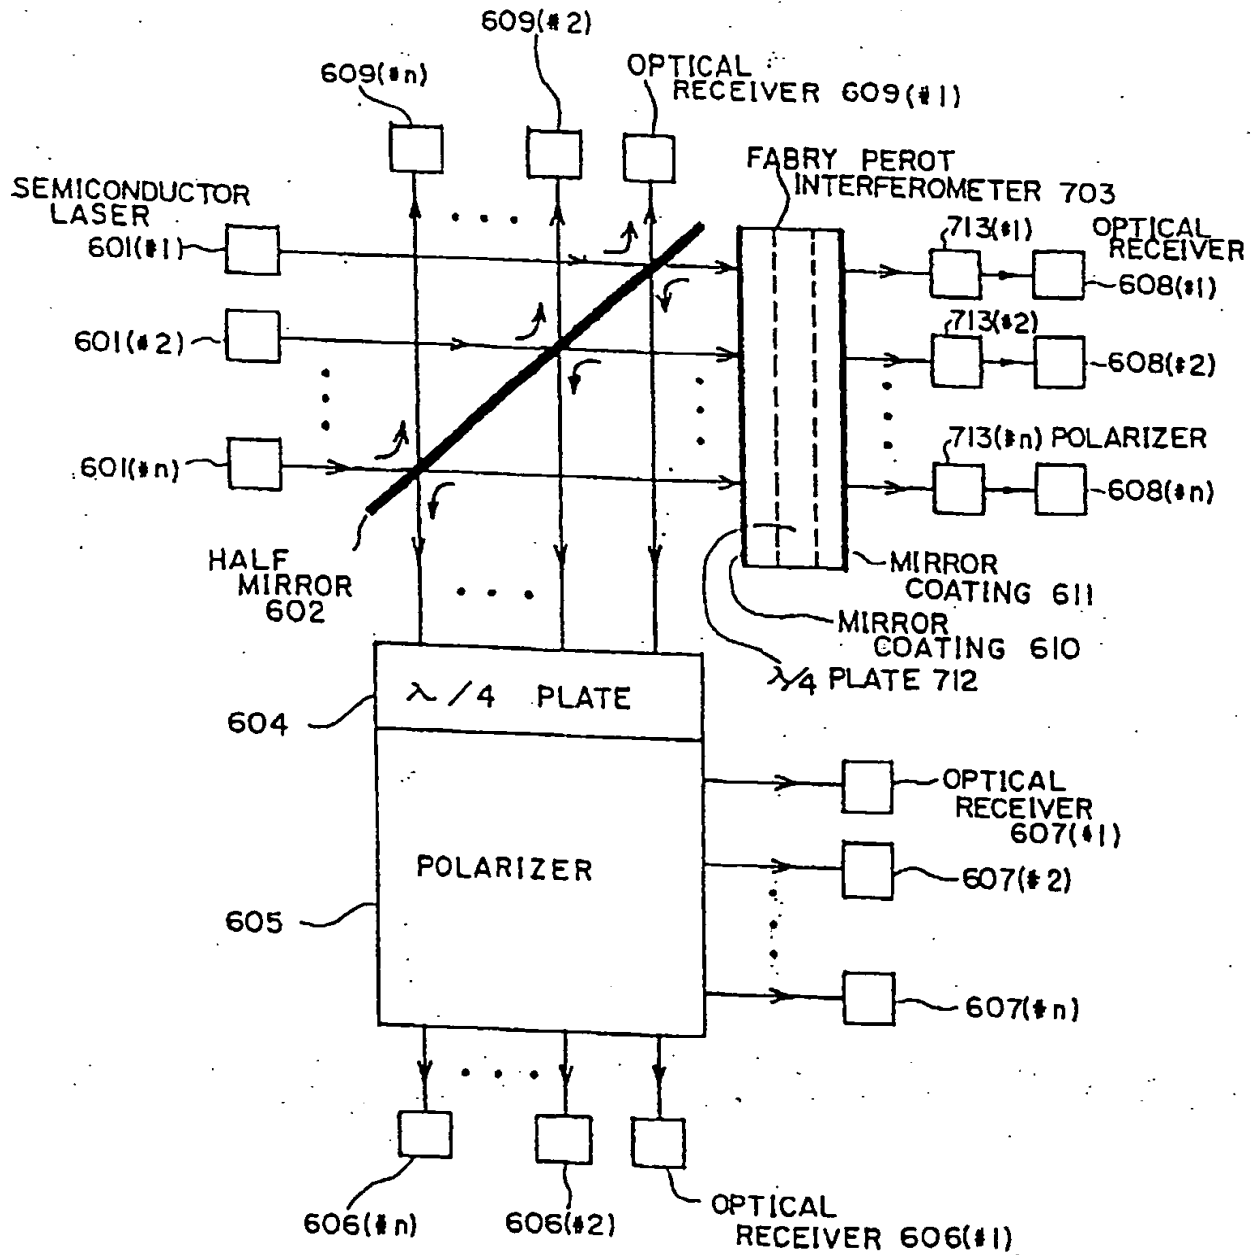 609(#2)
609(#n)
OPTICAL
RECEIVER 609(#1)
FABRY PEROT
INTERFEROMETER 703
SEMICONDUCTOR
LASER
601(#1)
713(#1)
OPTICAL
RECEIVER
608(#1)
601(#2)
713(#2)
608(#2)
601(#n)
713(#n) POLARIZER
608(#n)
HALF
MIRROR
602
MIRROR
COATING 611
MIRROR
COATING 610
λ/4 PLATE 712
λ/4 PLATE
604
OPTICAL
RECEIVER
607(#1)
POLARIZER
607(#2)
605
607(#n)
606(#n)
606(#2)
OPTICAL
RECEIVER 606(#1)